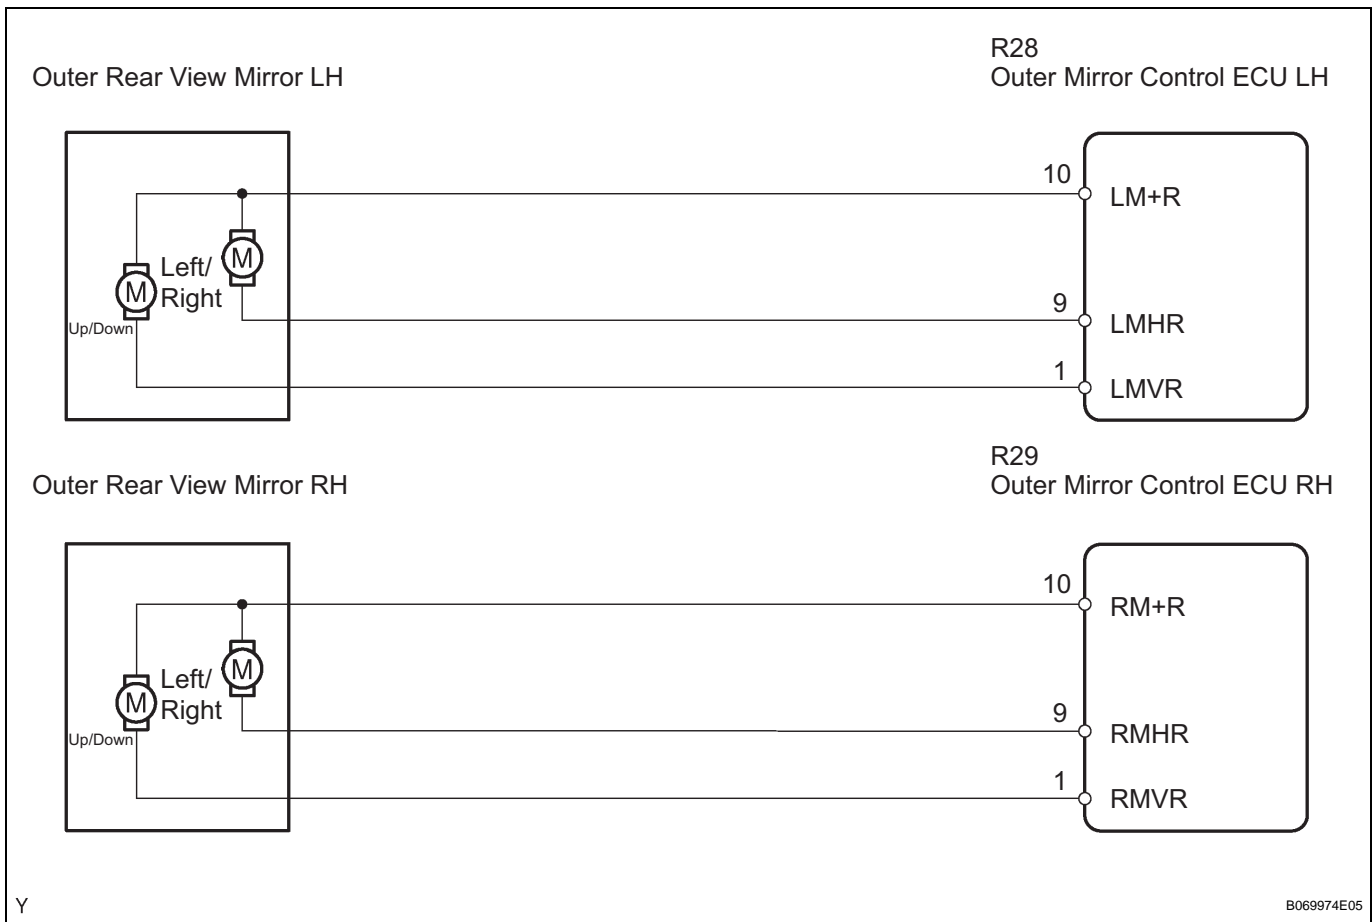 R28
Outer Rear View Mirror LH
Outer Mirror Control ECU LH
10
LM+R
M
Left/
M
Right
Up/Down
9
LMHR
1
LMVR
R29
Outer Rear View Mirror RH
Outer Mirror Control ECU RH
10
RM+R
M
Left/
M
Right
Up/Down
9
RMHR
1
RMVR
Y
B069974E05